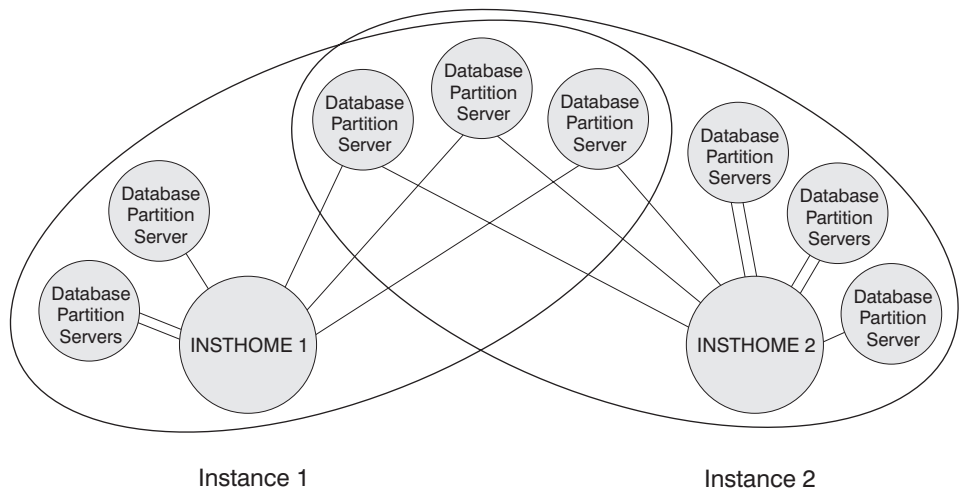 Database
Partition
Server
Database
Partition
Server
Database
Partition
Server
Database
Partition
Servers
Database
Partition
Server
Database
Partition
Servers
Database
Partition
Servers
Database
Partition
Server
INSTHOME 1
INSTHOME 2
Instance 1
Instance 2